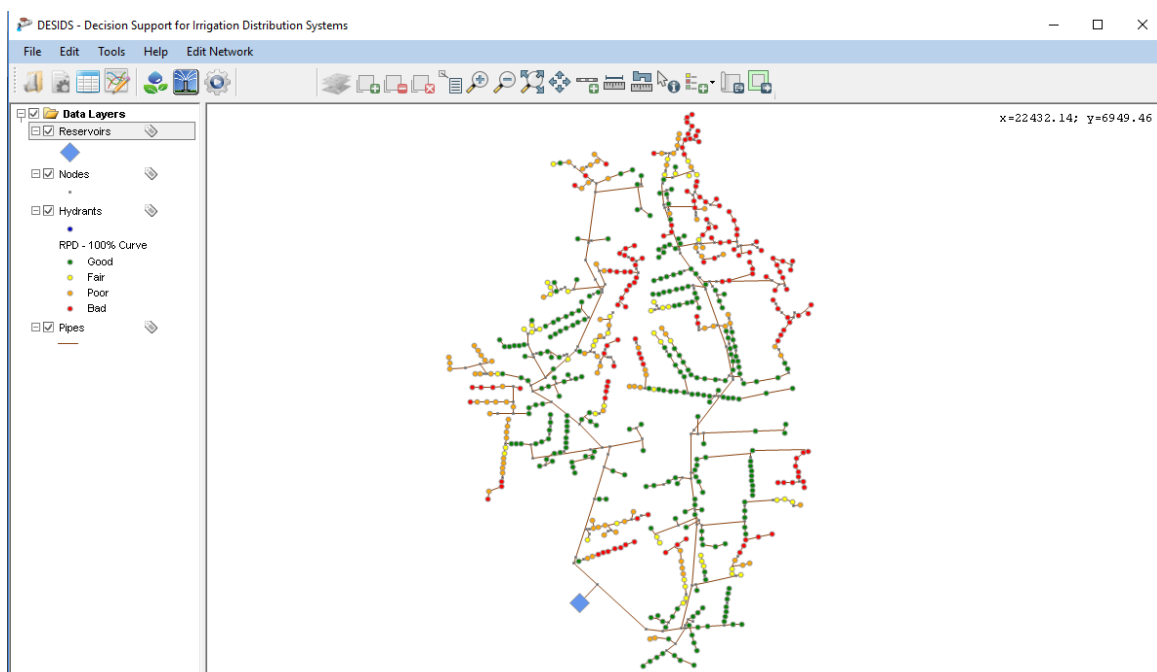 DESIDS - Decision Support for Irrigation Distribution Systems
File Edit Tools Help Edit Network
x=22432.14; y=6949.46
Data Layers
Reservoirs
Nodes
Hydrants
RPD - 100% Curve
Good
Fair
Poor
Bad
Pipes